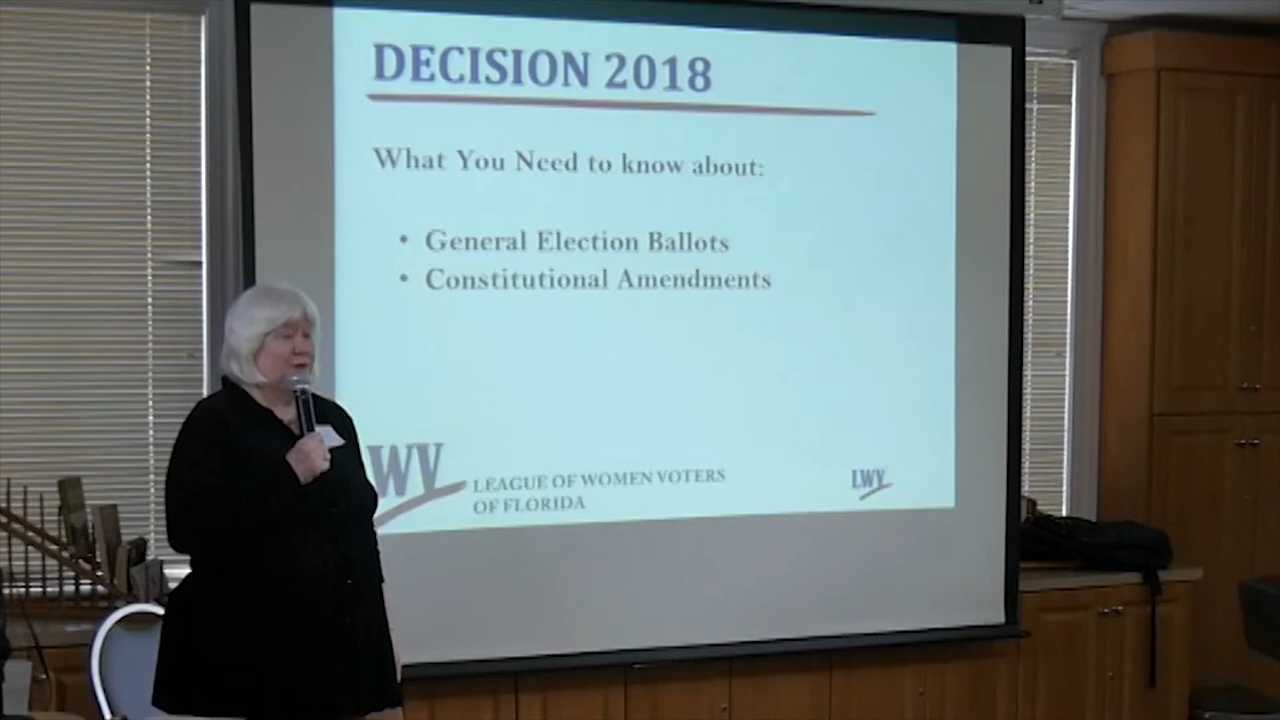 DECISION 2018
What You Need to know about:
• General Election Ballots
• Constitutional Amendments
LWV
LEAGUE OF WOMEN VOTERS
OF FLORIDA
LWV